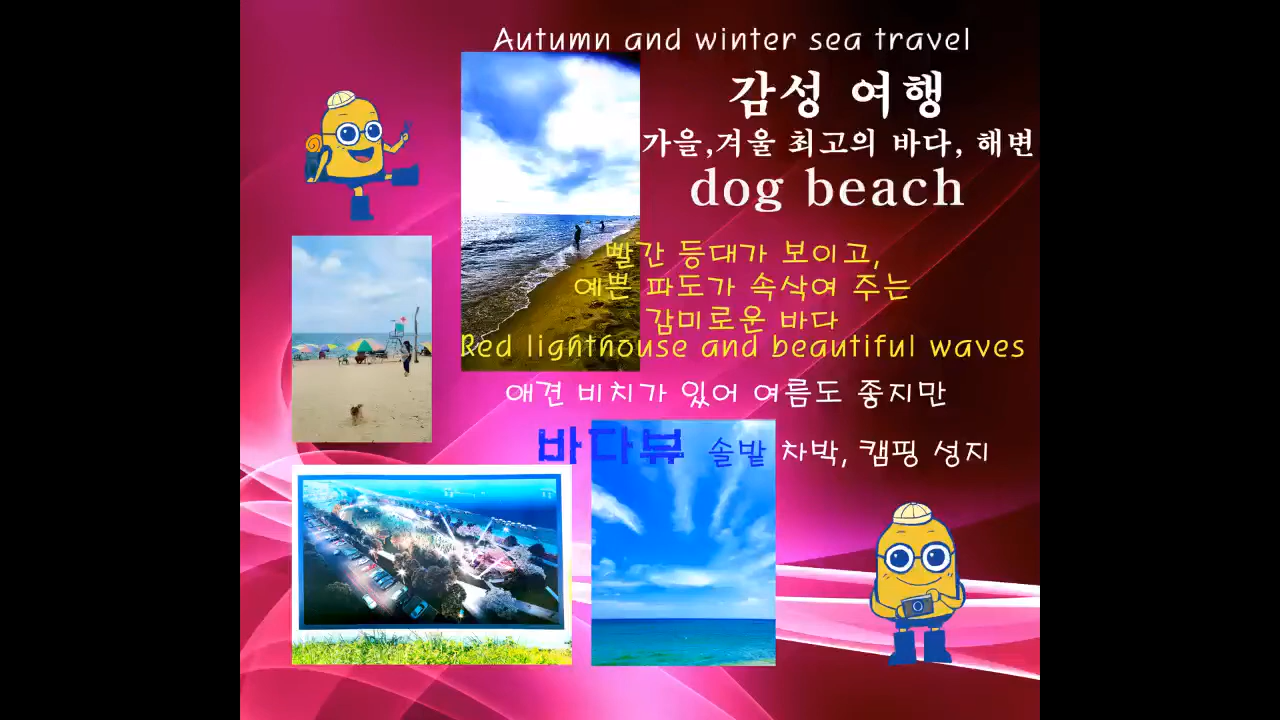 Autumn and winter sea travel
감성 여행
가을,겨울 최고의 바다, 해변
dog beach
빨간 등대가 보이고,
예쁜 파도가 속삭여 주는
감미로운 바다
Red lighthouse and beautiful waves
애견 비치가 있어 여름도 좋지만
바다뷰 솔밭 차박, 캠핑 성지